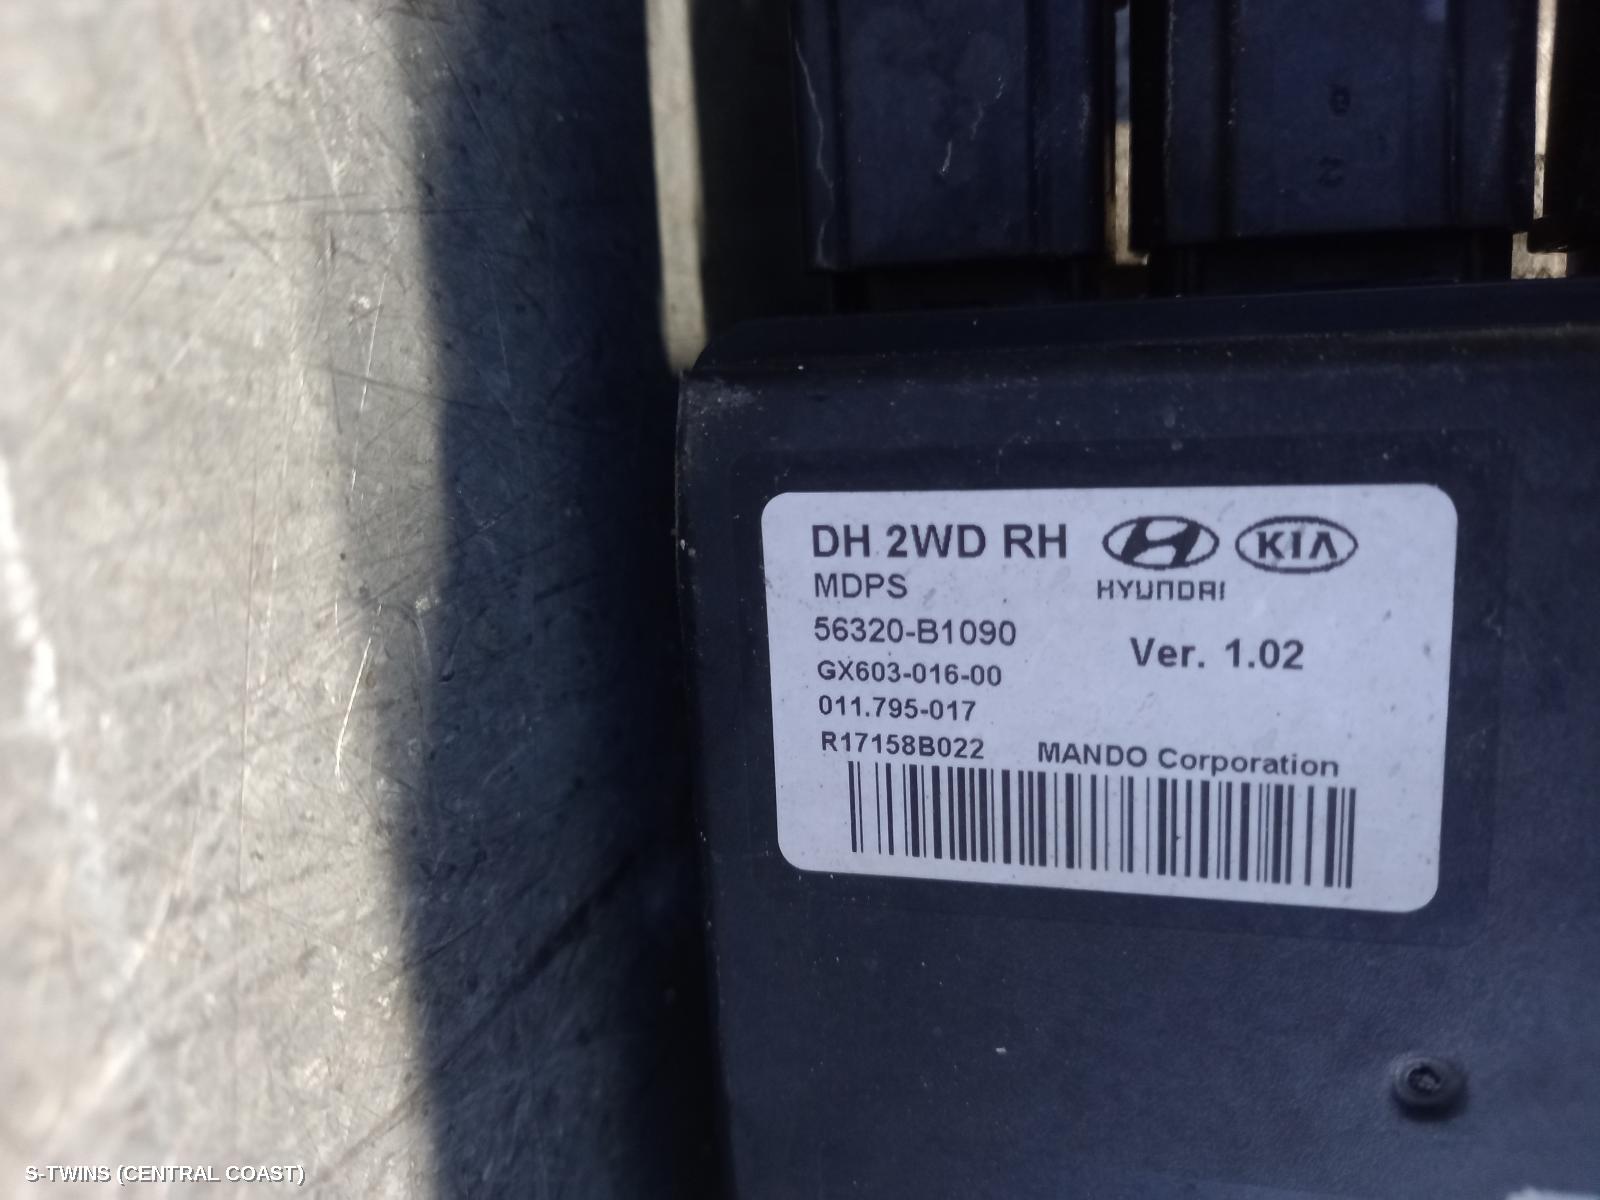 DH 2WD RH
HYUNDAI
KIA
MDPS
56320-B1090
Ver. 1.02
GX603-016-00
011.795-017
R17158B022
MANDO Corporation
S-TWINS (CENTRAL COAST)